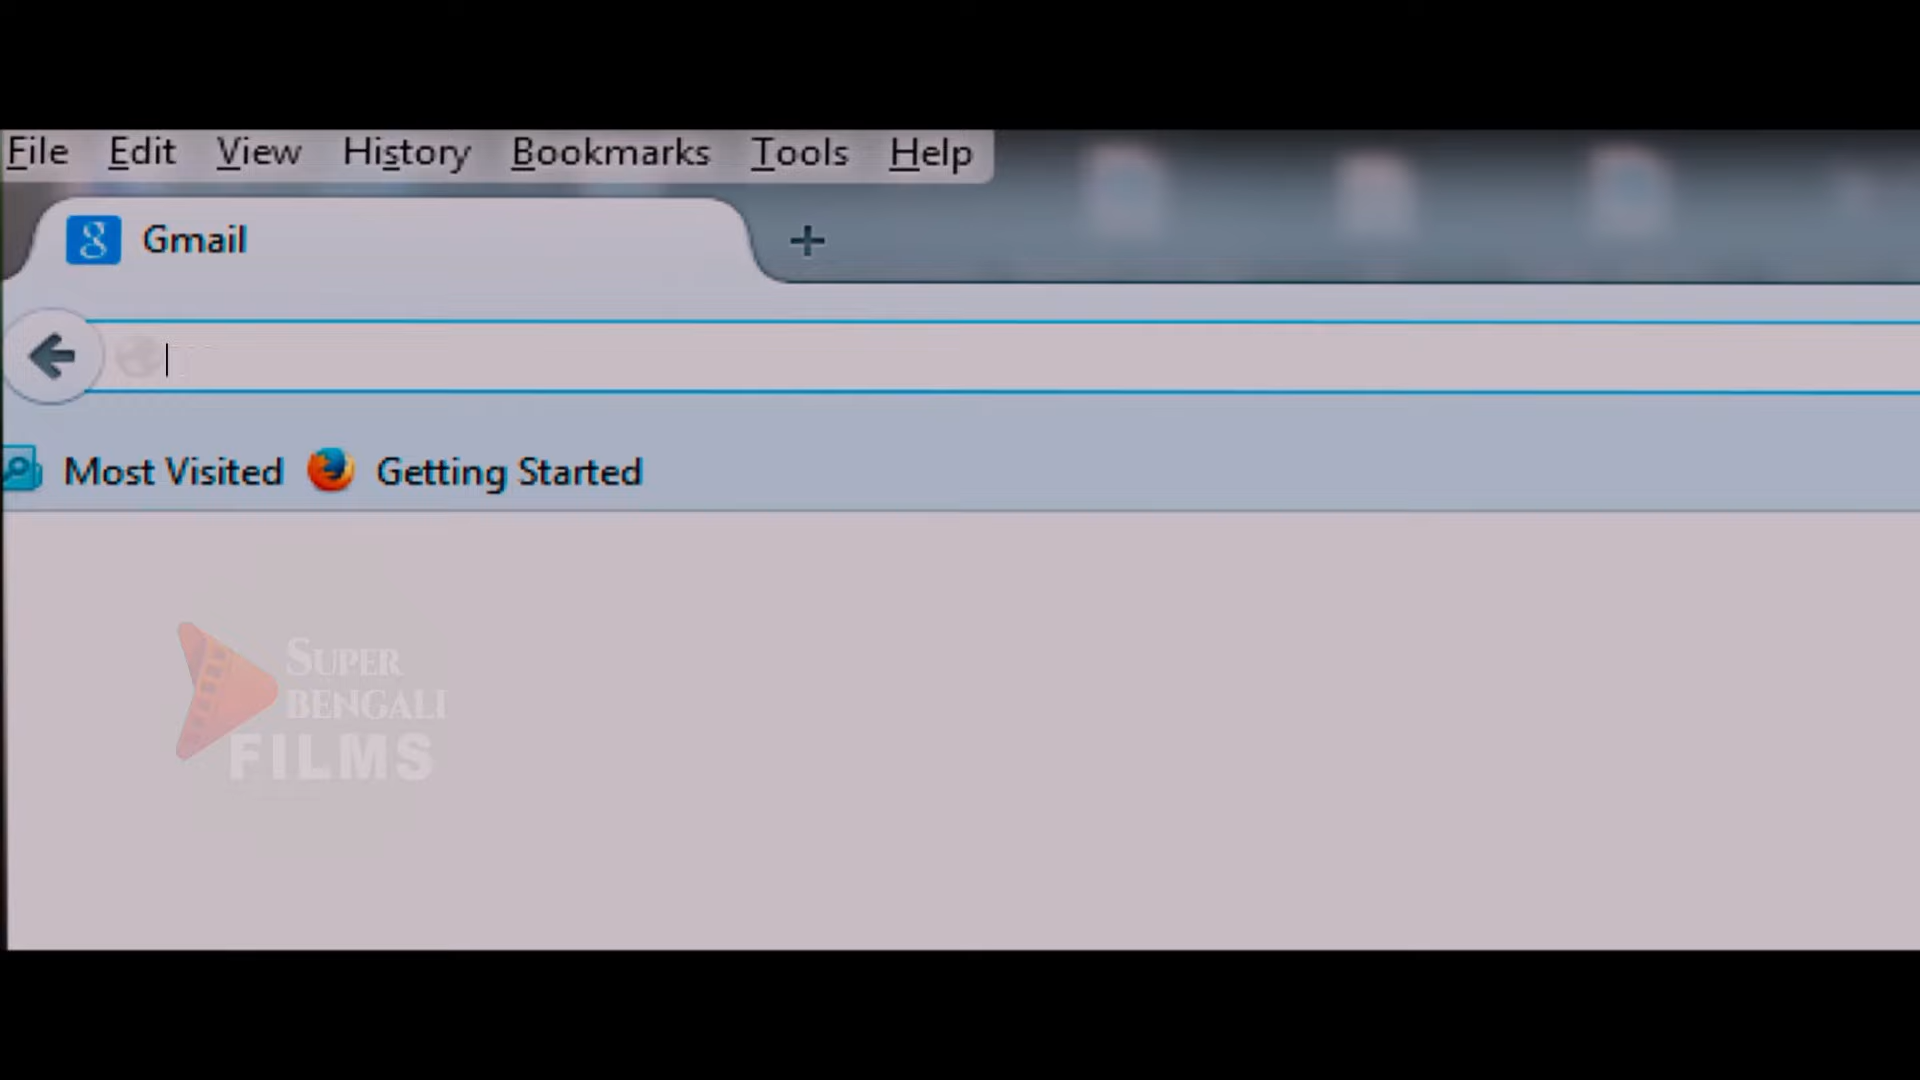 File Edit View History Bookmarks Tools Help
Gmail
Most Visited Getting Started
SUPER
BENGALI
FILMS